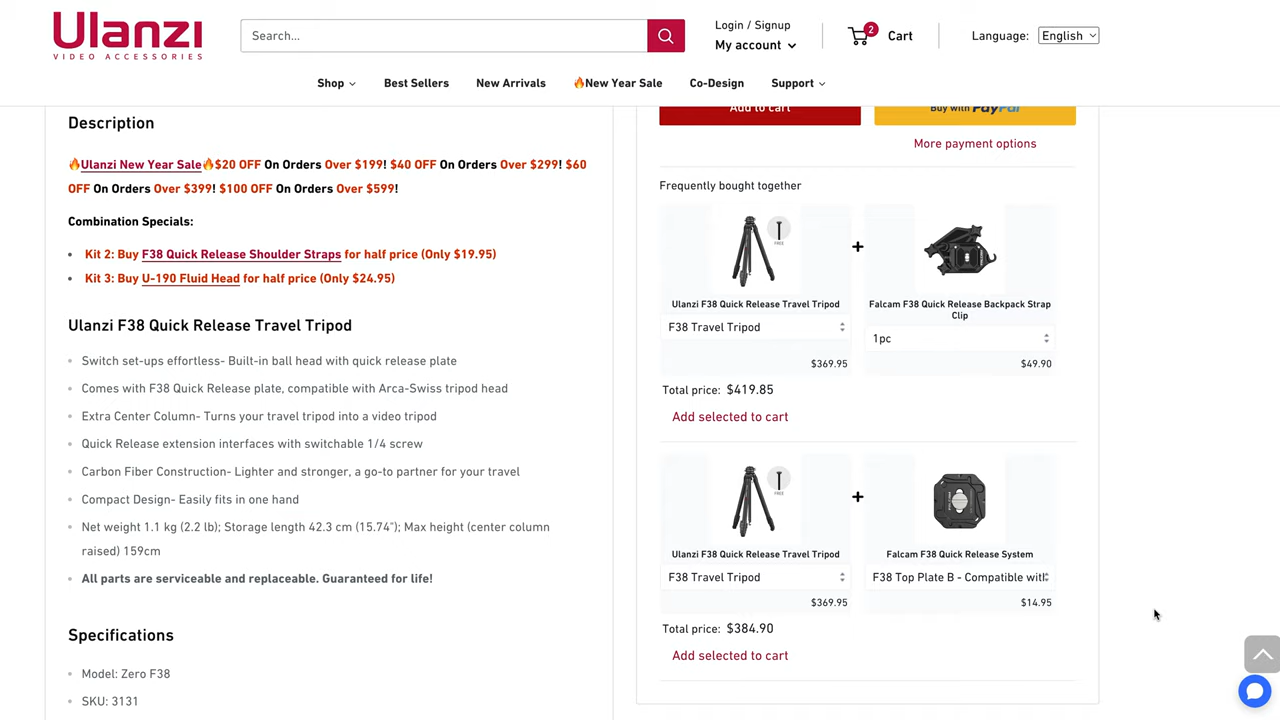 Ulanzi
VIDEO ACCESSORIES
Search...
Login / Signup
My account
2
Cart
Language:
English
Shop
Best Sellers
New Arrivals
🔥New Year Sale
Co-Design
Support
Description
🔥Ulanzi New Year Sale🔥$20 OFF On Orders Over $199! $40 OFF On Orders Over $299! $60
OFF On Orders Over $399! $100 OFF On Orders Over $599!
Combination Specials:
Kit 2: Buy F38 Quick Release Shoulder Straps for half price (Only $19.95)
Kit 3: Buy U-190 Fluid Head for half price (Only $24.95)
Ulanzi F38 Quick Release Travel Tripod
Switch set-ups effortless- Built-in ball head with quick release plate
Comes with F38 Quick Release plate, compatible with Arca-Swiss tripod head
Extra Center Column- Turns your travel tripod into a video tripod
Quick Release extension interfaces with switchable 1/4 screw
Carbon Fiber Construction- Lighter and stronger, a go-to partner for your travel
Compact Design- Easily fits in one hand
Net weight 1.1 kg (2.2 lb); Storage length 42.3 cm (15.74"); Max height (center column
raised) 159cm
All parts are serviceable and replaceable. Guaranteed for life!
Specifications
Model: Zero F38
SKU: 3131
Add to cart
Buy with PayPal
More payment options
Frequently bought together
FREE
+
Ulanzi F38 Quick Release Travel Tripod
F38 Travel Tripod
$369.95
Falcam F38 Quick Release Backpack Strap
Clip
1pc
$49.90
Total price: $419.85
Add selected to cart
FREE
+
Ulanzi F38 Quick Release Travel Tripod
F38 Travel Tripod
$369.95
Falcam F38 Quick Release System
F38 Top Plate B - Compatible with
$14.95
Total price: $384.90
Add selected to cart